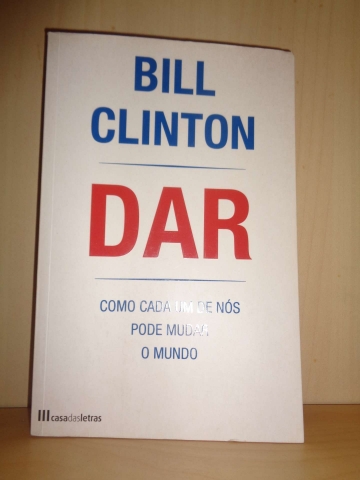 BILL
CLINTON
DAR
COMO CADA UM DE NÓS
PODE MUDAR
O MUNDO
casadasletras